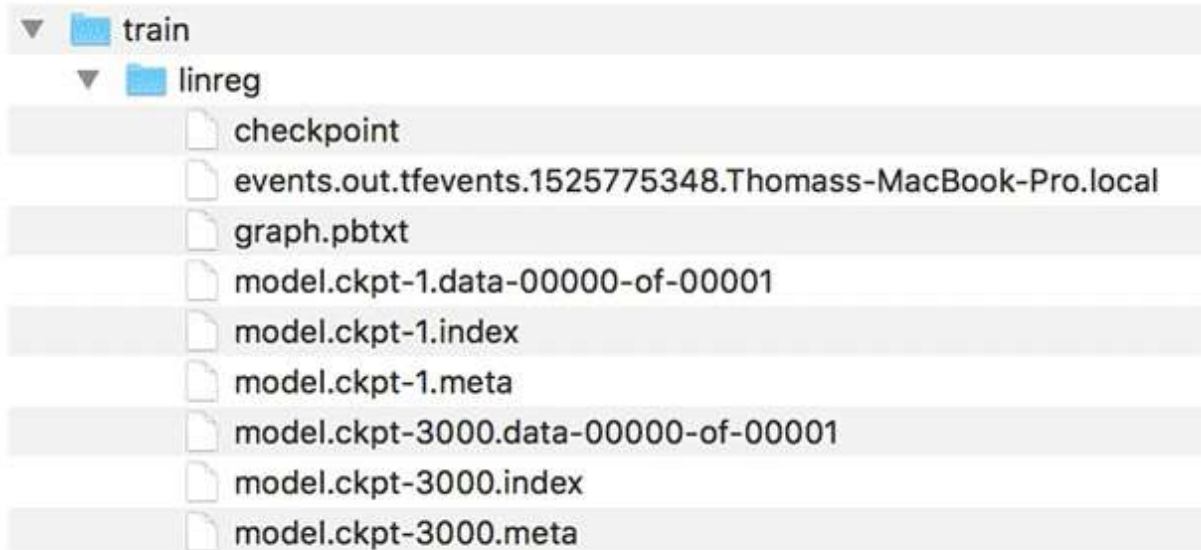 train
linreg
checkpoint
events.out.tfevents.1525775348.Thomass-MacBook-Pro.local
graph.pbtxt
model.ckpt-1.data-00000-of-00001
model.ckpt-1.index
model.ckpt-1.meta
model.ckpt-3000.data-00000-of-00001
model.ckpt-3000.index
model.ckpt-3000.meta